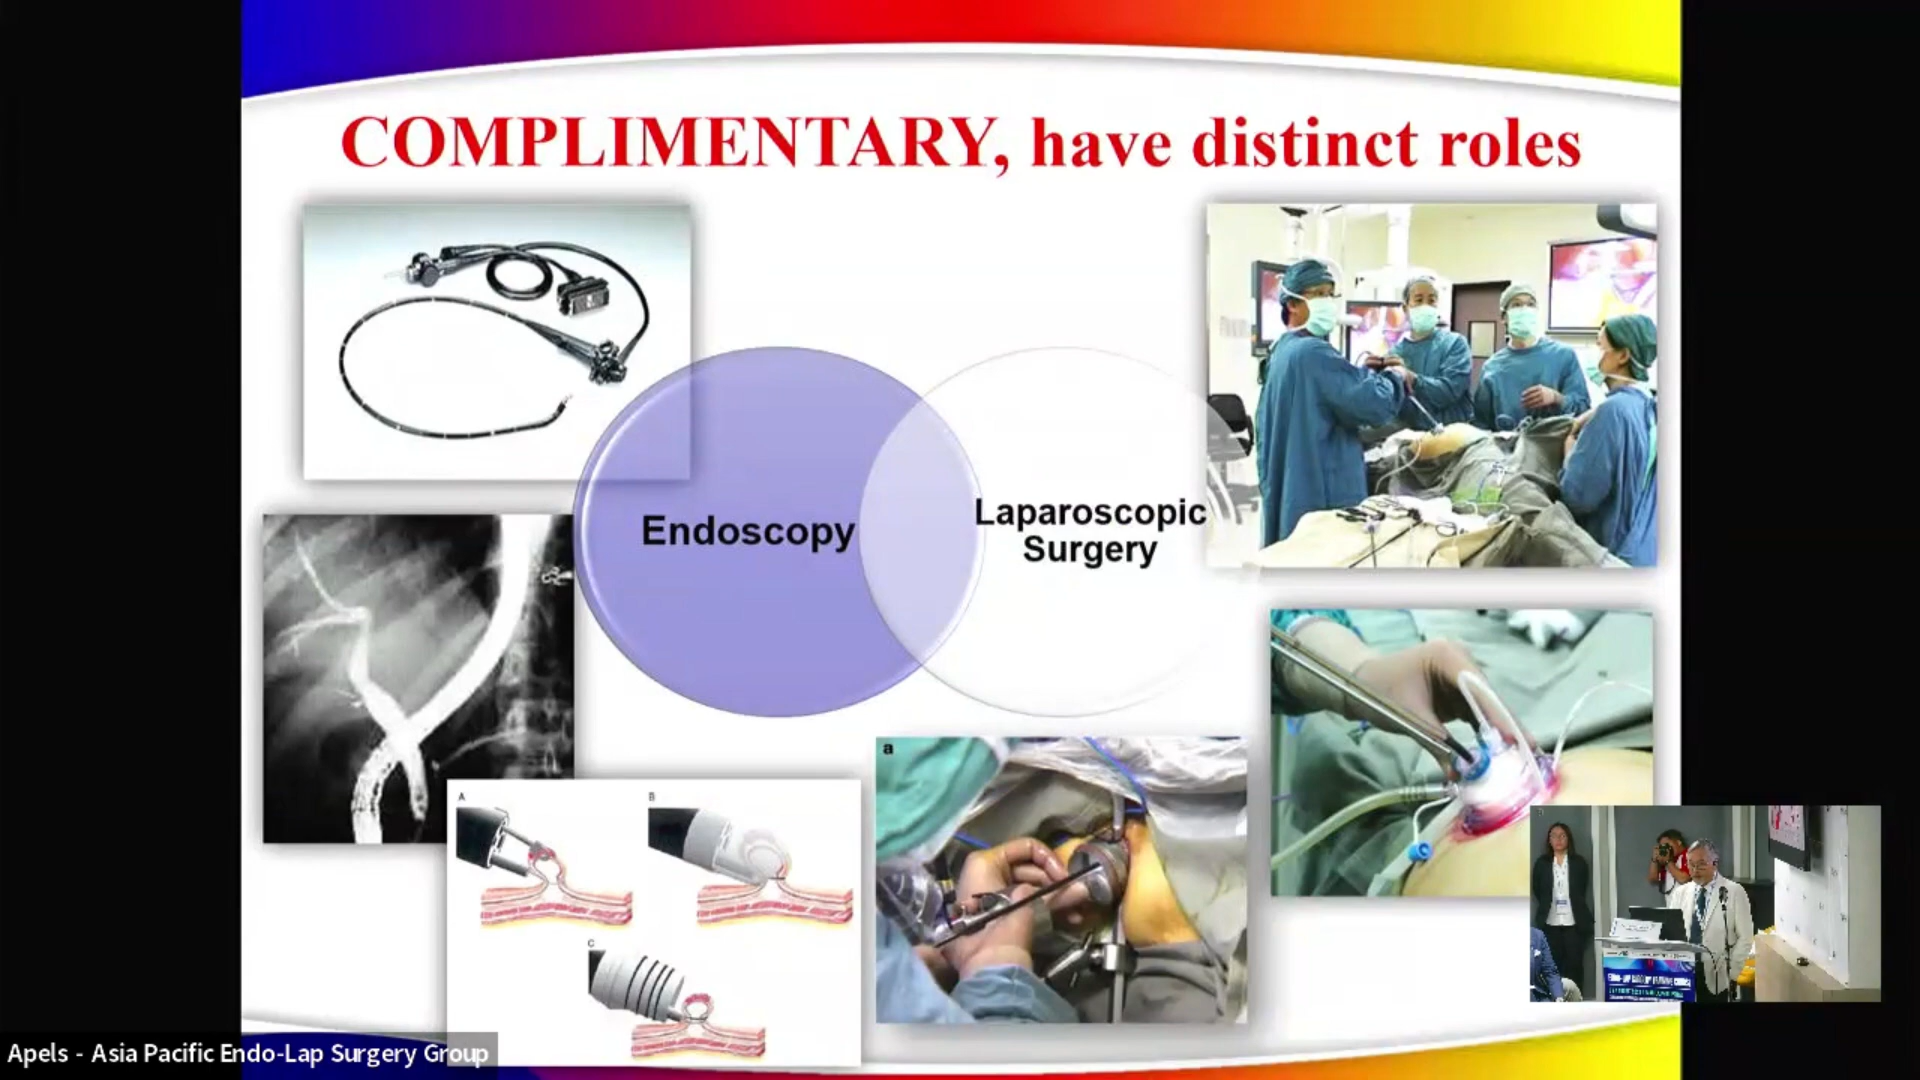 COMPLIMENTARY, have distinct roles
Endoscopy
Laparoscopic
Surgery
a
A
B
C
Apels - Asia Pacific Endo-Lap Surgery Group